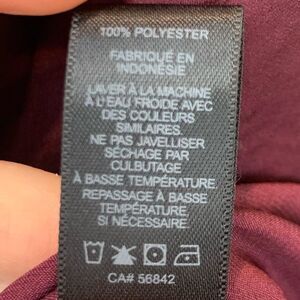 100% POLYESTER
FABRIQUÉ EN
INDONÉSIE
LAVER À LA MACHINE
À L'EAU FROIDE AVEC
DES COULEURS
SIMILAIRES.
NE PAS JAVELLISER
SECHAGE PAR
CULBUTAGE
À BASSE TEMPÉRATURE.
REPASSAGE À BASSE
TEMPÉRATURE
SI NÉCESSAIRE.
CA# 56842